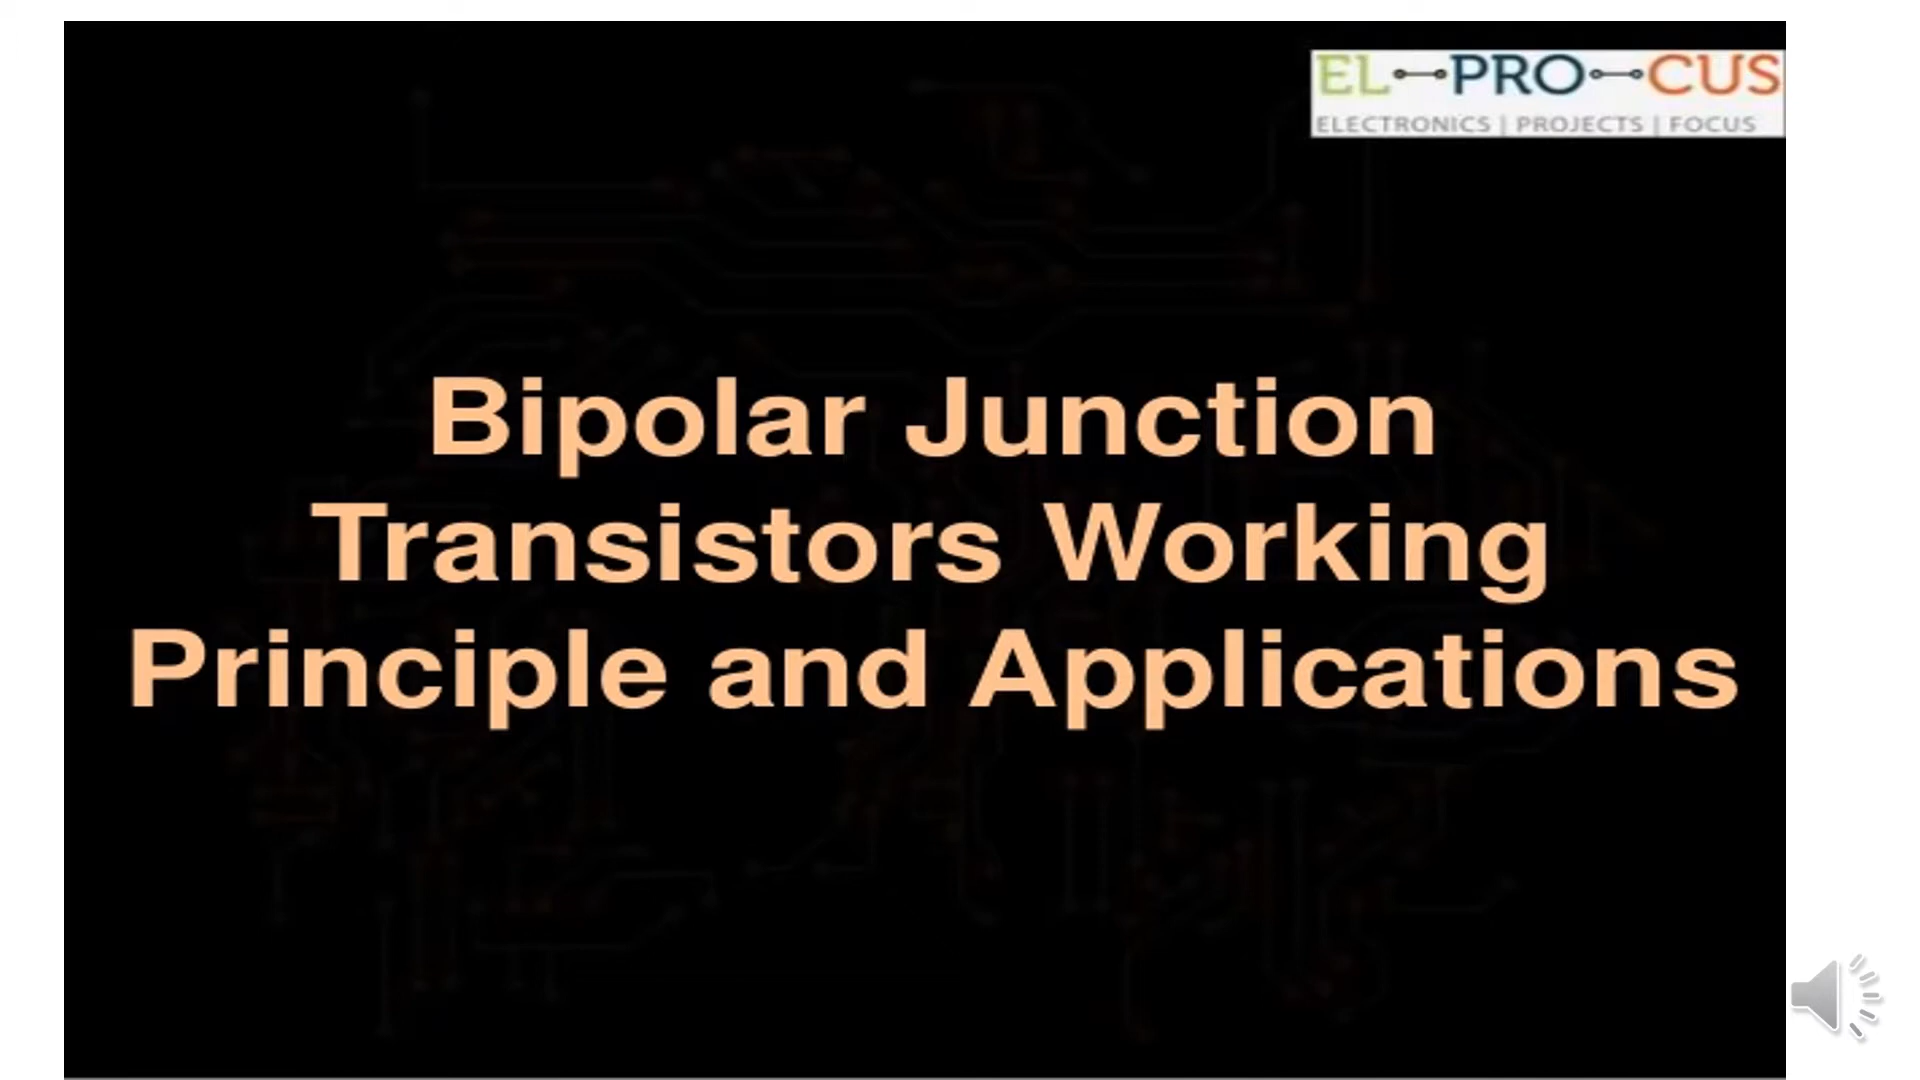 EL PRO CUS
ELECTRONICS | PROJECTS | FOCUS
Bipolar Junction
Transistors Working
Principle and Applications